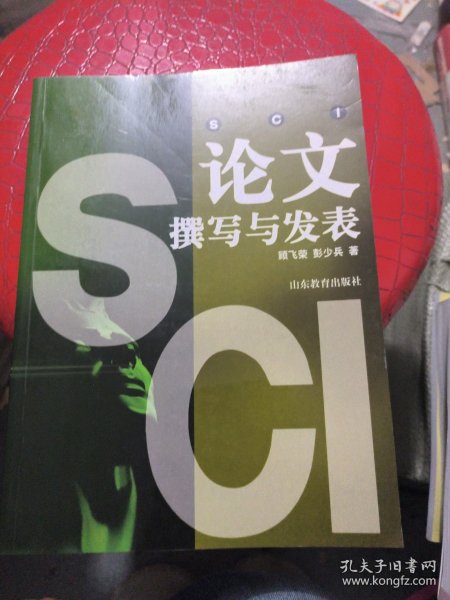 S C I
论文
撰写与发表
顾飞荣 彭少兵 著
山东教育出版社
S
CI
孔夫子旧书网
www.kongfz.com